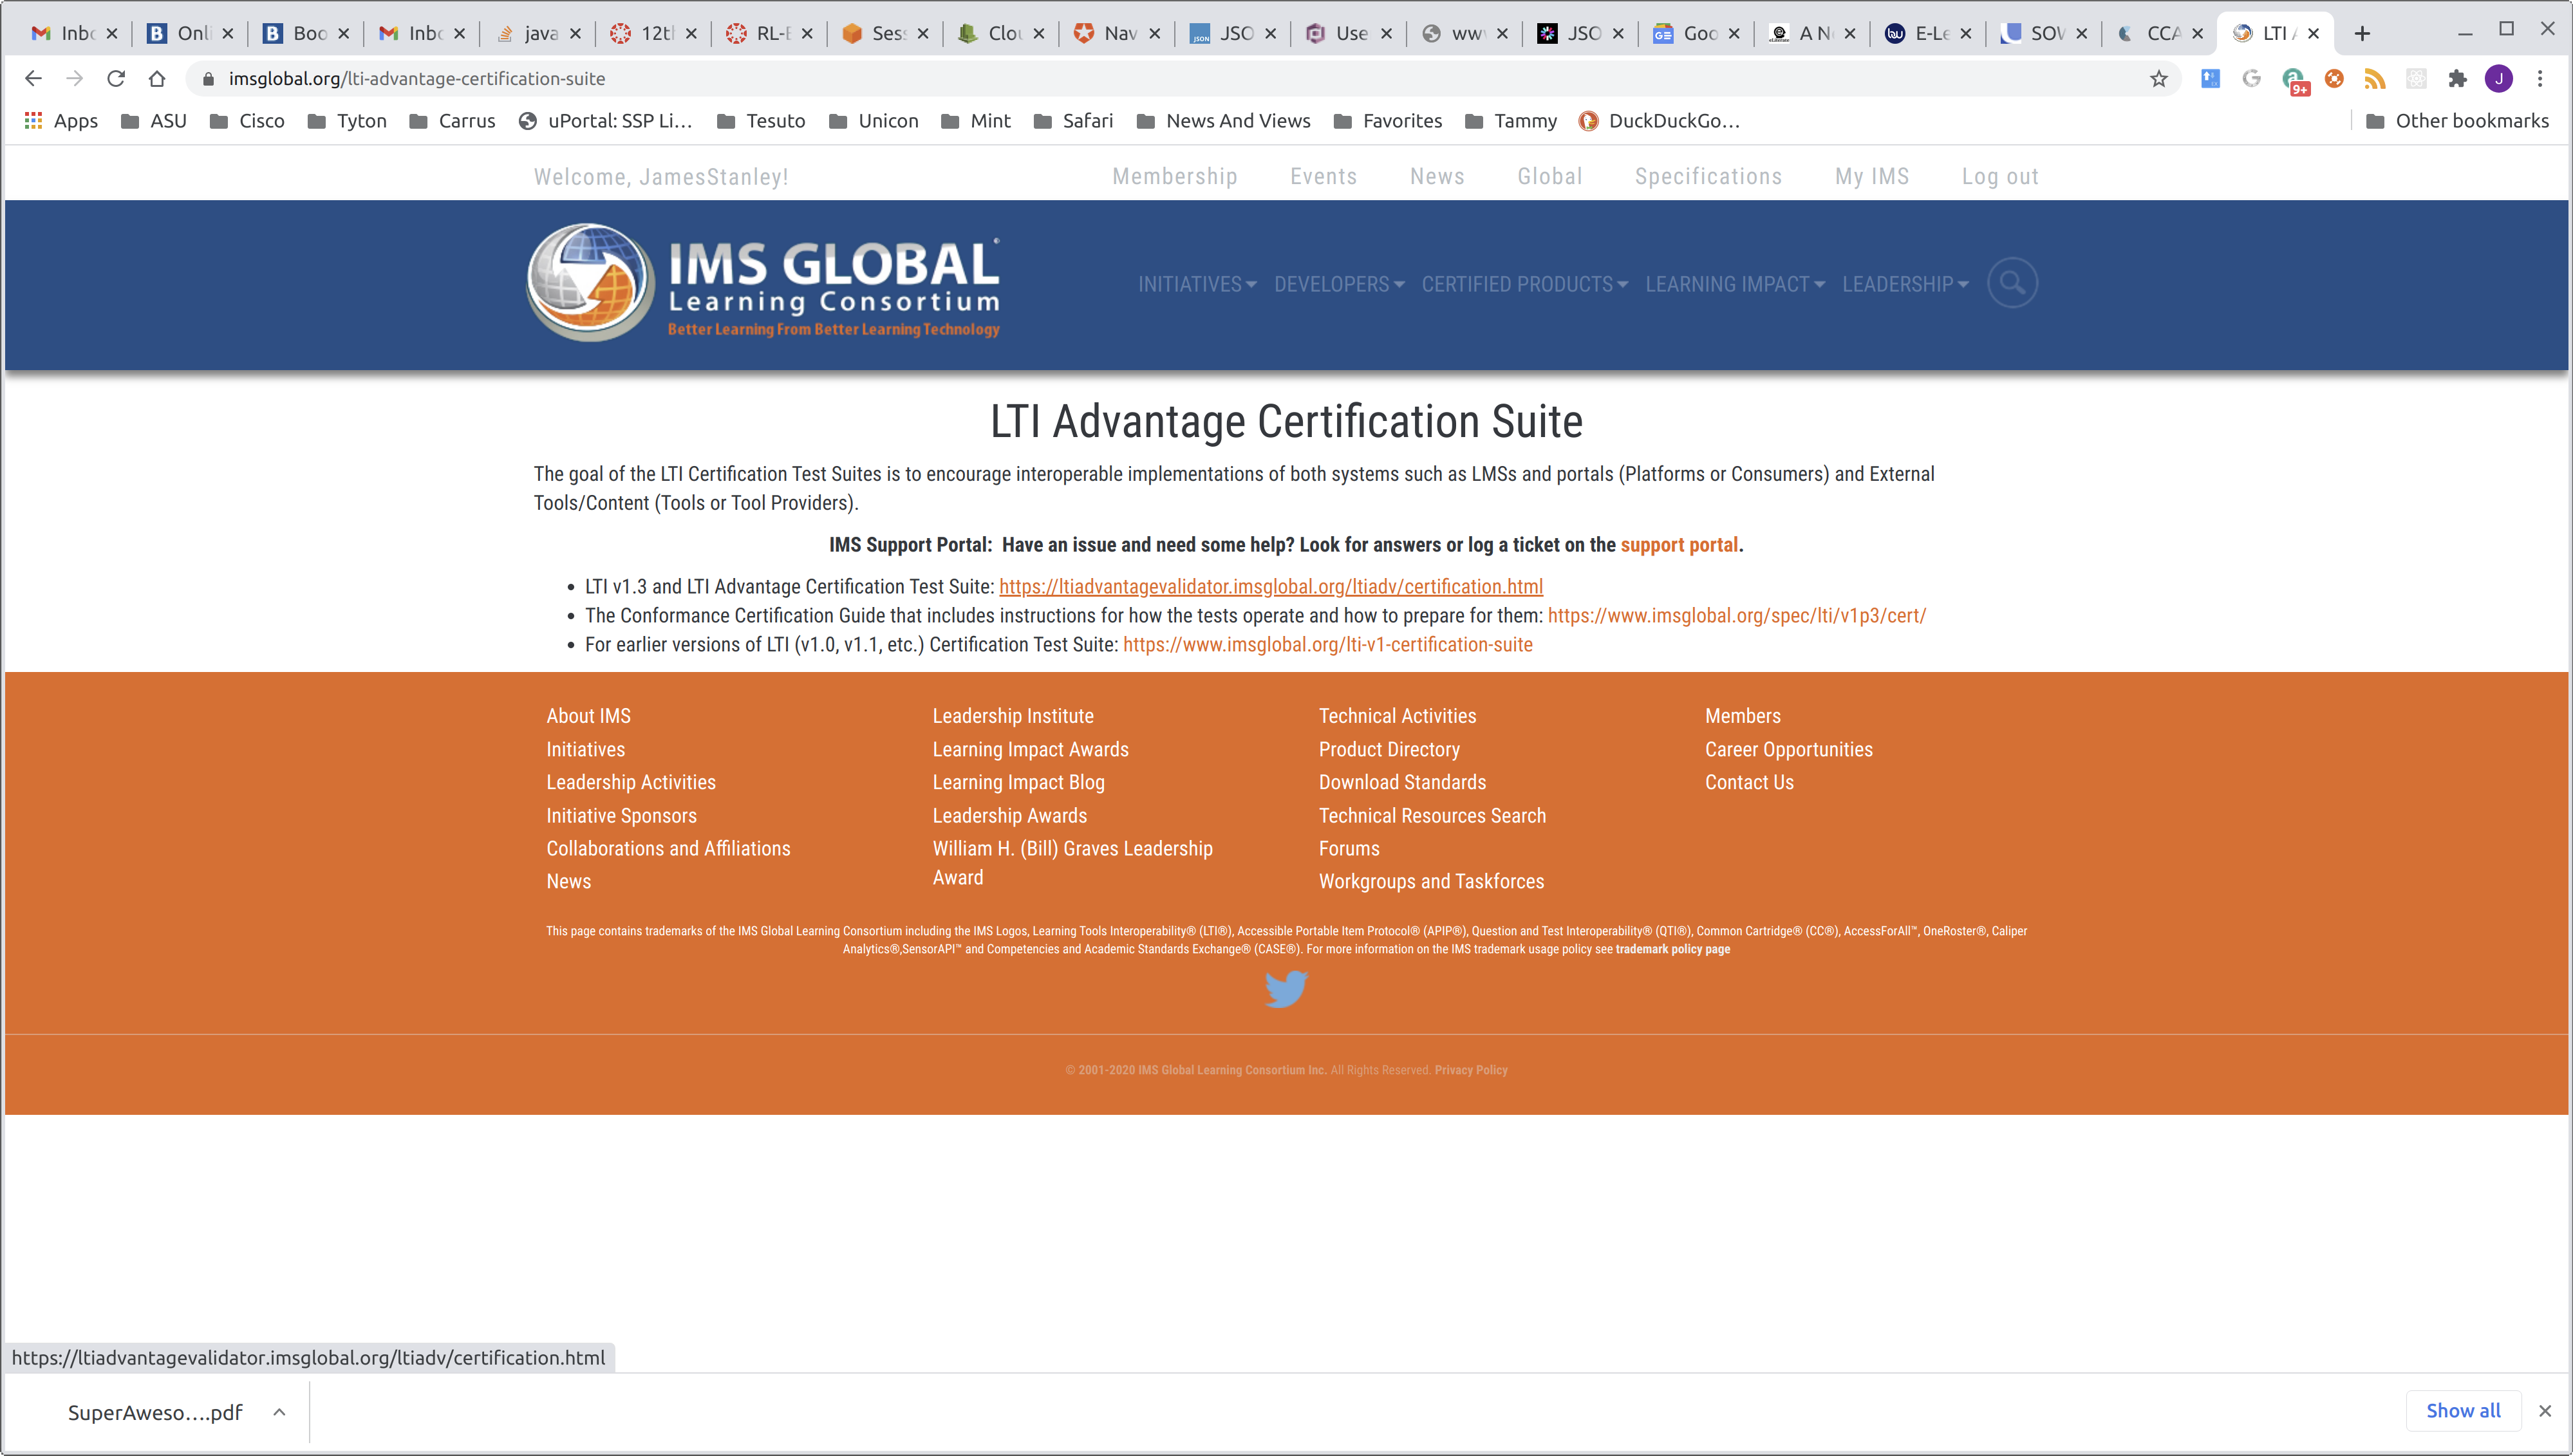 Inbc
Onli
Boo
Inbc
java
12th
RL-E
Sess
Clou
Nav
JSO
Use
ww
JSO
Goo
A N
E-Le
SOW
CCA
LTI A
imsglobal.org/lti-advantage-certification-suite
9+
J
Apps ASU Cisco Tyton Carrus uPortal: SSP Li... Tesuto Unicon Mint Safari News And Views Favorites Tammy DuckDuckGo... Other bookmarks
Welcome, JamesStanley! Membership Events News Global Specifications My IMS Log out
IMS GLOBAL
Learning Consortium
Better Learning From Better Learning Technology
INITIATIVES DEVELOPERS CERTIFIED PRODUCTS LEARNING IMPACT LEADERSHIP
LTI Advantage Certification Suite
The goal of the LTI Certification Test Suites is to encourage interoperable implementations of both systems such as LMSs and portals (Platforms or Consumers) and External
Tools/Content (Tools or Tool Providers).
IMS Support Portal: Have an issue and need some help? Look for answers or log a ticket on the support portal.
• LTI v1.3 and LTI Advantage Certification Test Suite: https://ltiadvantagevalidator.imsglobal.org/ltiadv/certification.html
• The Conformance Certification Guide that includes instructions for how the tests operate and how to prepare for them: https://www.imsglobal.org/spec/lti/v1p3/cert/
• For earlier versions of LTI (v1.0, v1.1, etc.) Certification Test Suite: https://www.imsglobal.org/lti-v1-certification-suite
About IMS
Initiatives
Leadership Activities
Initiative Sponsors
Collaborations and Affiliations
News
Leadership Institute
Learning Impact Awards
Learning Impact Blog
Leadership Awards
William H. (Bill) Graves Leadership
Award
Technical Activities
Product Directory
Download Standards
Technical Resources Search
Forums
Workgroups and Taskforces
Members
Career Opportunities
Contact Us
This page contains trademarks of the IMS Global Learning Consortium including the IMS Logos, Learning Tools Interoperability® (LTI®), Accessible Portable Item Protocol® (APIP®), Question and Test Interoperability® (QTI®), Common Cartridge® (CC®), AccessForAll™, OneRoster®, Caliper
Analytics®,SensorAPI™ and Competencies and Academic Standards Exchange® (CASE®). For more information on the IMS trademark usage policy see trademark policy page
© 2001-2020 IMS Global Learning Consortium Inc. All Rights Reserved. Privacy Policy
https://ltiadvantagevalidator.imsglobal.org/ltiadv/certification.html
SuperAweso....pdf
Show all